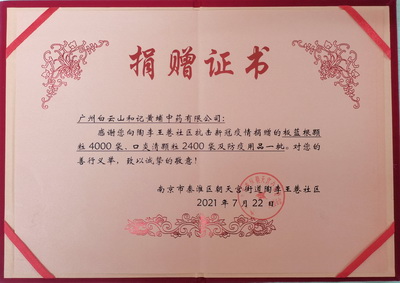 捐赠证书
广州白云山和记黄埔中药有限公司：
感谢您向陶李王巷社区抗击新冠疫情捐赠的板蓝根颗
粒4000袋、口炎清颗粒2400袋及防疫用品一批。对您的
善行义举，致以诚挚的敬意！
南京市秦淮区朝天宫街道陶李王巷社区
2021年7月22日